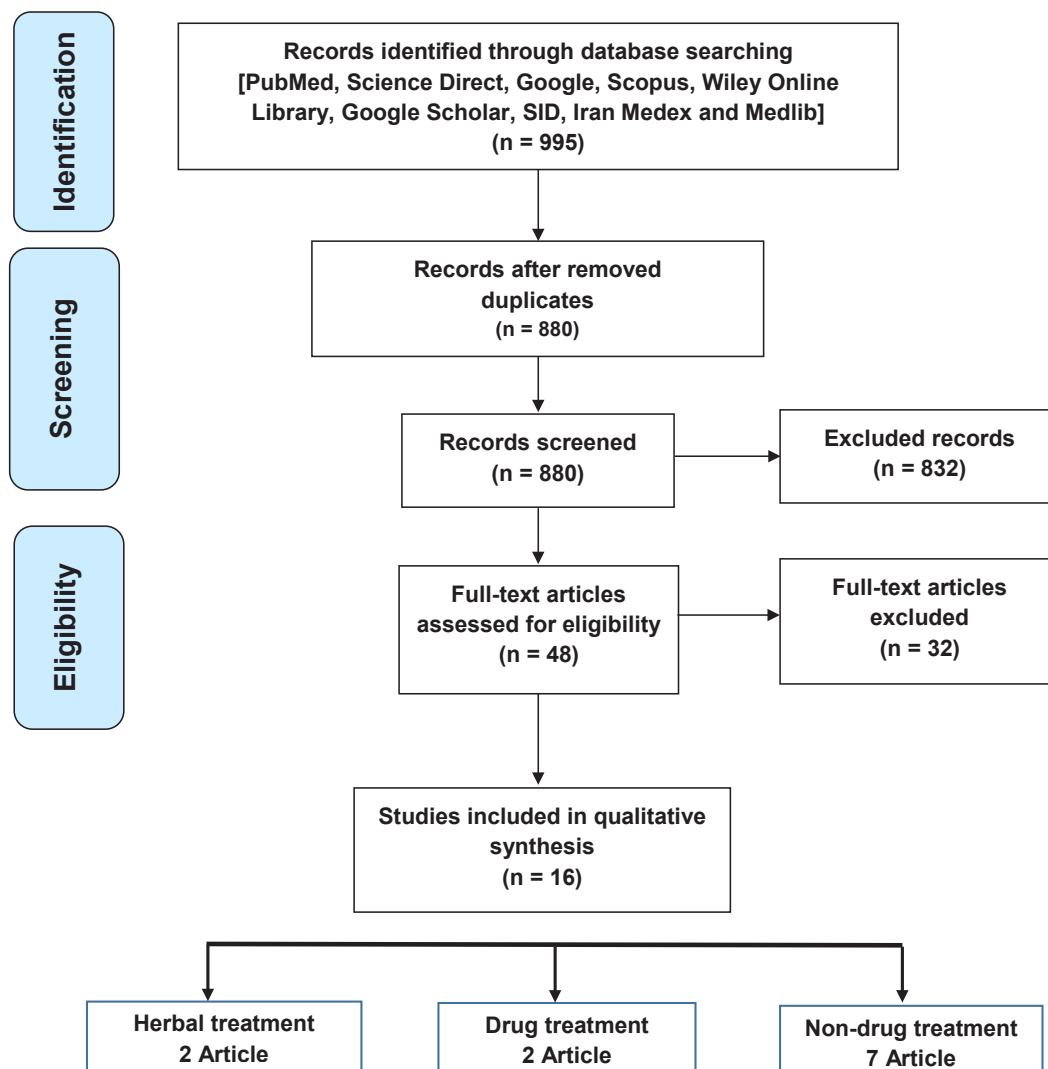 Identification
Records identified through database searching
[PubMed, Science Direct, Google, Scopus, Wiley Online
Library, Google Scholar, SID, Iran Medex and Medlib]
(n = 995)
Screening
Records after removed
duplicates
(n = 880)
Records screened
(n = 880)
Excluded records
(n = 832)
Eligibility
Full-text articles
assessed for eligibility
(n = 48)
Full-text articles
excluded
(n = 32)
Studies included in qualitative
synthesis
(n = 16)
Herbal treatment
2 Article
Drug treatment
2 Article
Non-drug treatment
7 Article